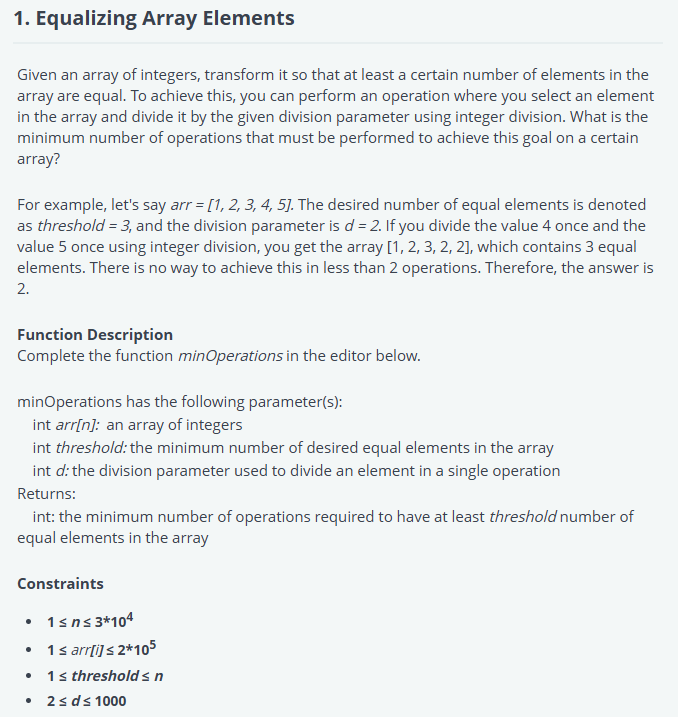 1. Equalizing Array Elements
Given an array of integers, transform it so that at least a certain number of elements in the
array are equal. To achieve this, you can perform an operation where you select an element
in the array and divide it by the given division parameter using integer division. What is the
minimum number of operations that must be performed to achieve this goal on a certain
array?
For example, let's say arr = [1, 2, 3, 4, 5]. The desired number of equal elements is denoted
as threshold = 3, and the division parameter is d = 2. If you divide the value 4 once and the
value 5 once using integer division, you get the array [1, 2, 3, 2, 2], which contains 3 equal
elements. There is no way to achieve this in less than 2 operations. Therefore, the answer is
2.
Function Description
Complete the function minOperations in the editor below.
minOperations has the following parameter(s):
int arr[n]: an array of integers
int threshold: the minimum number of desired equal elements in the array
int d: the division parameter used to divide an element in a single operation
Returns:
int: the minimum number of operations required to have at least threshold number of
equal elements in the array
Constraints
• 1 ≤ n ≤ 3*10⁴
• 1 ≤ arr[i] ≤ 2*10⁵
• 1 ≤ threshold ≤ n
• 2 ≤ d ≤ 1000